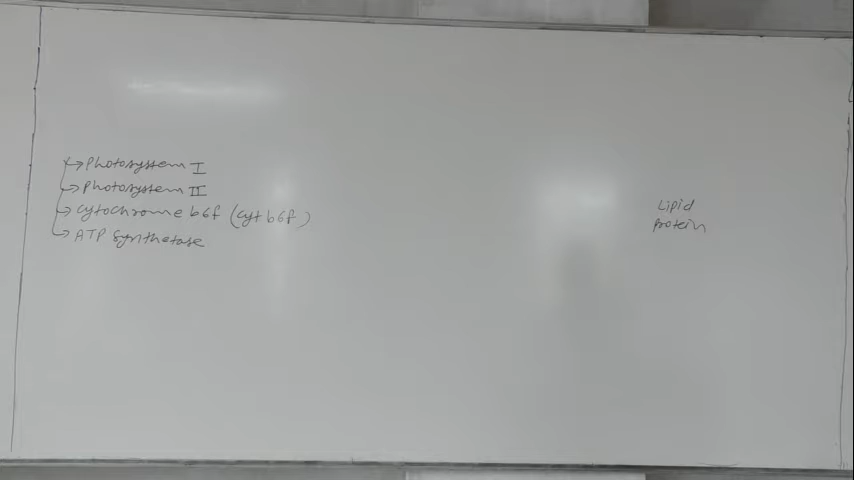 Photosystem I
Photosystem II
cytochrome b6f (cyt b6f)
ATP Synthetase
Lipid
Protein